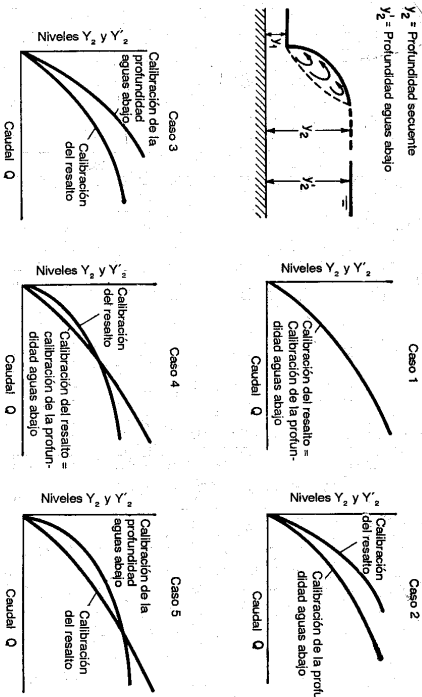 y₂ = Profundidad secuente
y'₂ = Profundidad aguas abajo
y₁
y₂
y'₂
Caso 1
Niveles Y₂ y Y'₂
Calibración del resalto =
Calibración de la profun-
didad aguas abajo
Caudal Q
Caso 2
Niveles Y₂ y Y'₂
Calibración
del resalto
Calibración de la prof
didad aguas abajo
Caudal Q
Caso 3
Niveles Y₂ y Y'₂
Calibración de la
profundidad
aguas abajo
Calibración
del resalto
Caudal Q
Caso 4
Niveles Y₂ y Y'₂
Calibración
del resalto
Calibración del resalto =
calibración de la profun-
didad aguas abajo
Caudal Q
Caso 5
Niveles Y₂ y Y'₂
Calibración de la
profundidad
aguas abajo
Calibración
del resalto
Caudal Q